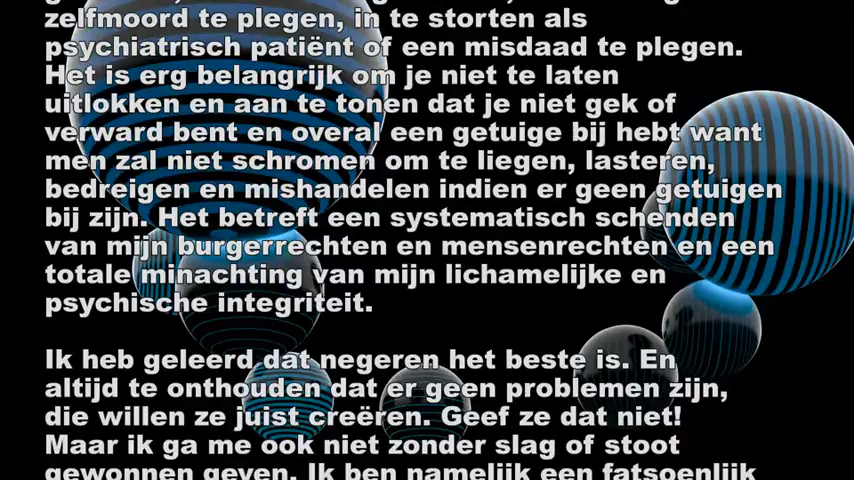 zelfmoord te plegen, in te storten als
psychiatrisch patiënt of een misdaad te plegen.
Het is erg belangrijk om je niet te laten
uitlokken en aan te tonen dat je niet gek of
verward bent en overal een getuige bij hebt want
men zal niet schromen om te liegen, lasteren,
bedreigen en mishandelen indien er geen getuigen
bij zijn. Het betreft een systematisch schenden
van mijn burgerrechten en mensenrechten en een
totale minachting van mijn lichamelijke en
psychische integriteit.
Ik heb geleerd dat negeren het beste is. En
altijd te onthouden dat er geen problemen zijn,
die willen ze juist creëren. Geef ze dat niet!
Maar ik ga me ook niet zonder slag of stoot
gewonnen geven. Ik ben namelijk een fatsoenlijk